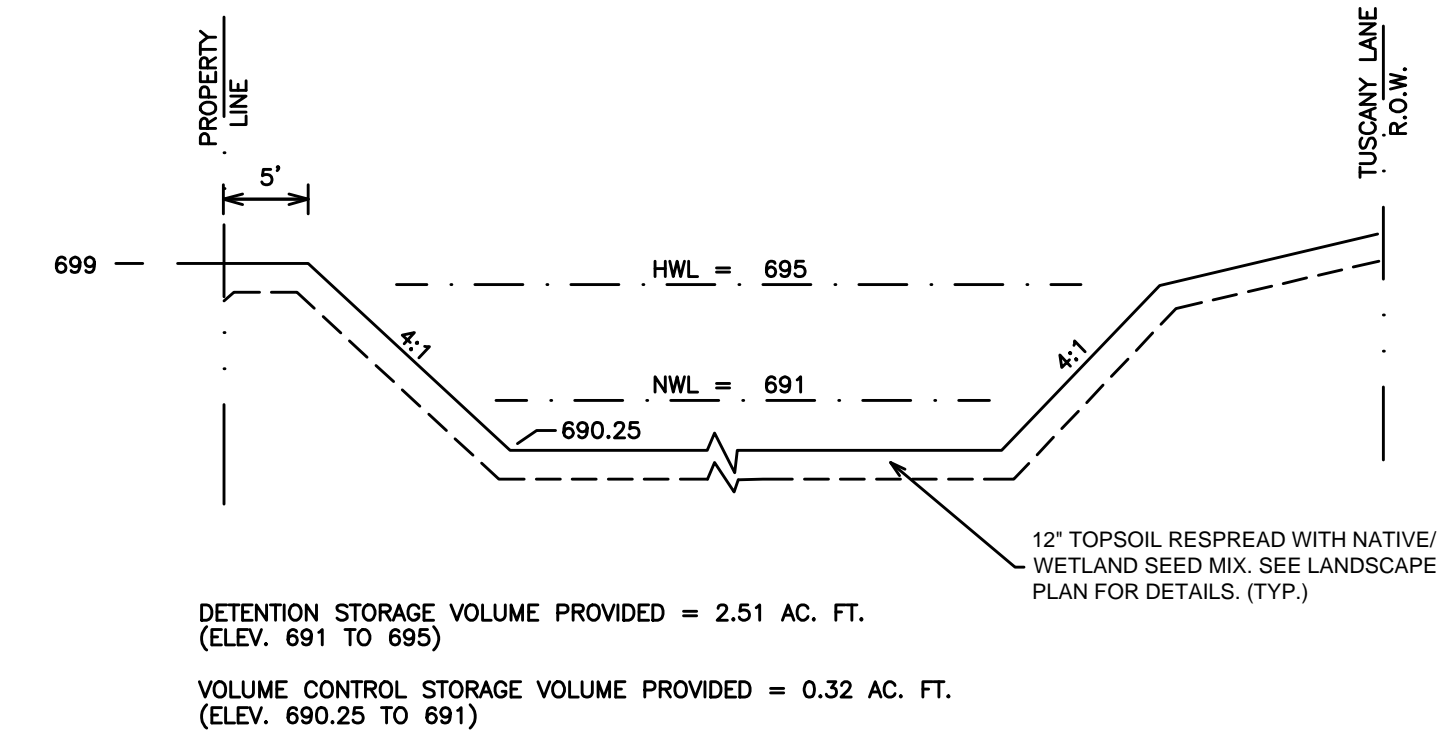 PROPERTY
LINE
TUSCANY LANE
R.O.W.
5'
699
HWL = 695
4:1
4:1
NWL = 691
690.25
12" TOPSOIL RESPREAD WITH NATIVE/
WETLAND SEED MIX. SEE LANDSCAPE
PLAN FOR DETAILS. (TYP.)
DETENTION STORAGE VOLUME PROVIDED = 2.51 AC. FT.
(ELEV. 691 TO 695)
VOLUME CONTROL STORAGE VOLUME PROVIDED = 0.32 AC. FT.
(ELEV. 690.25 TO 691)